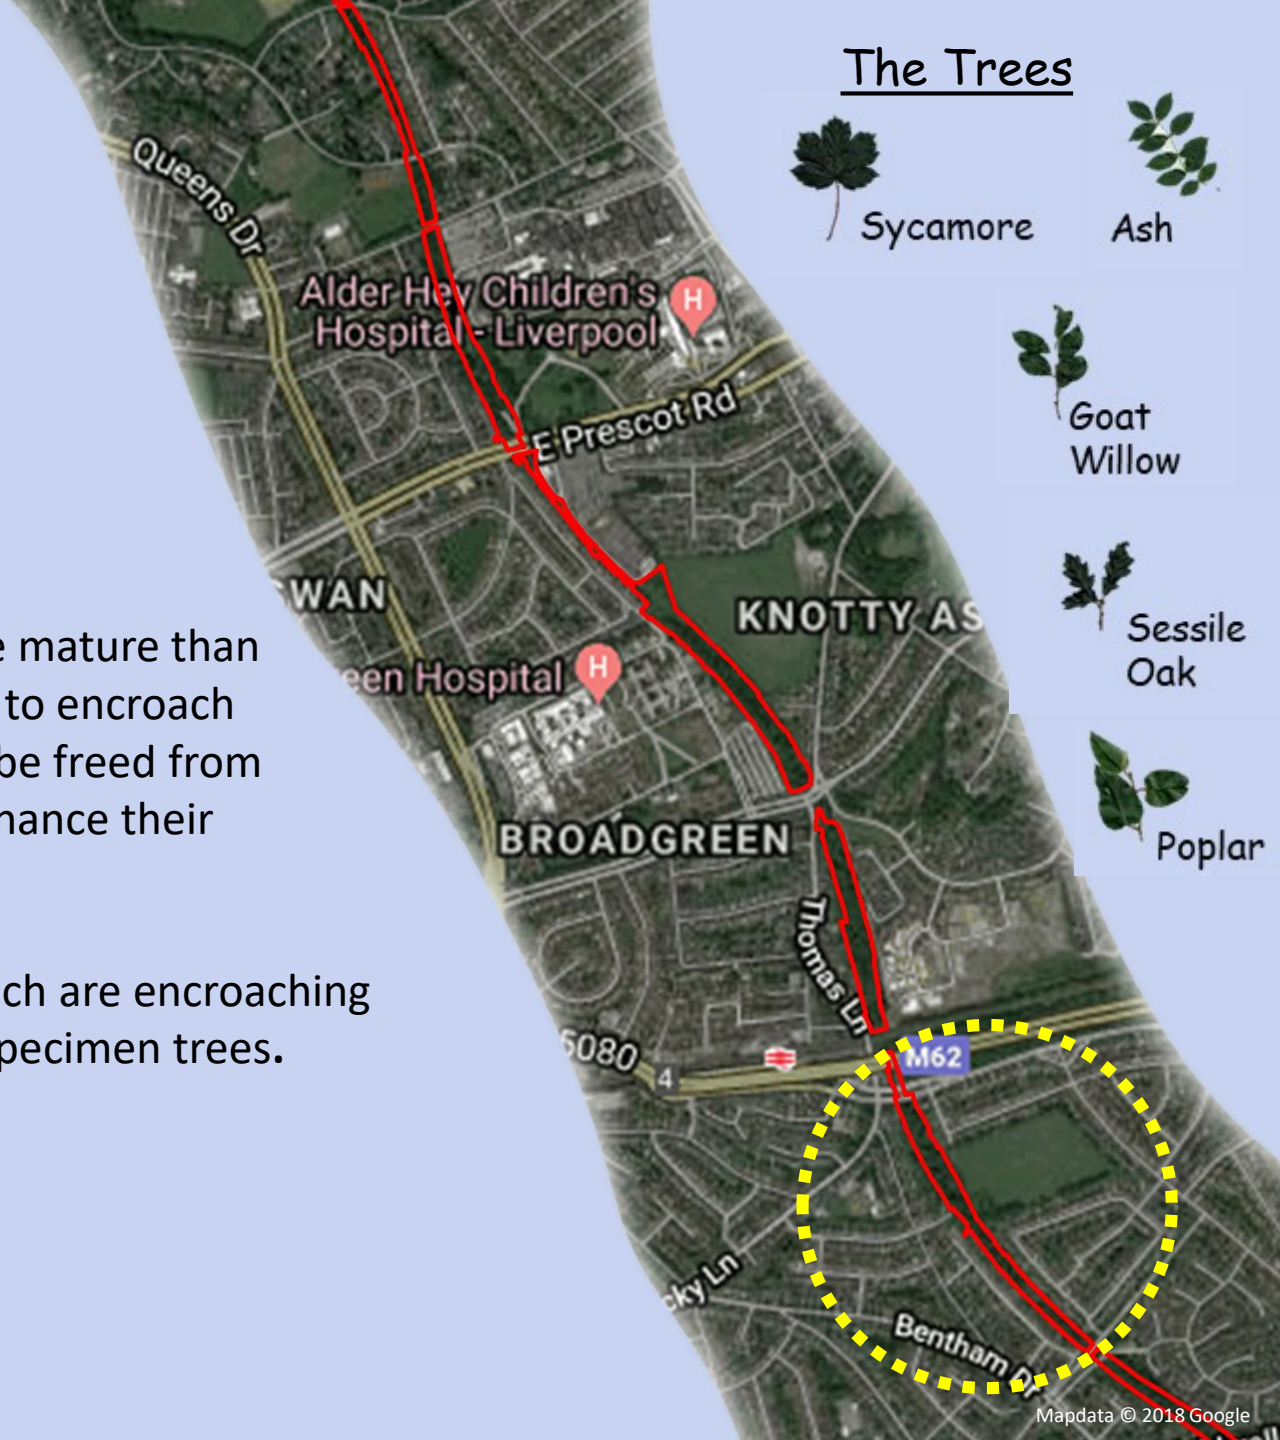 The Trees
Sycamore
Ash
Queens Dr
Alder Hey Children's
Hospital - Liverpool
H
Goat
Willow
E Prescot Rd
WAN
KNOTTY AS
Sessile
Oak
e mature than
to encroach
be freed from
nance their
een Hospital
H
Poplar
BROADGREEN
Thomas Ln
ch are encroaching
pecimen trees.
5080
4
M62
cky Ln
Bentham Dr
Mapdata © 2018 Google